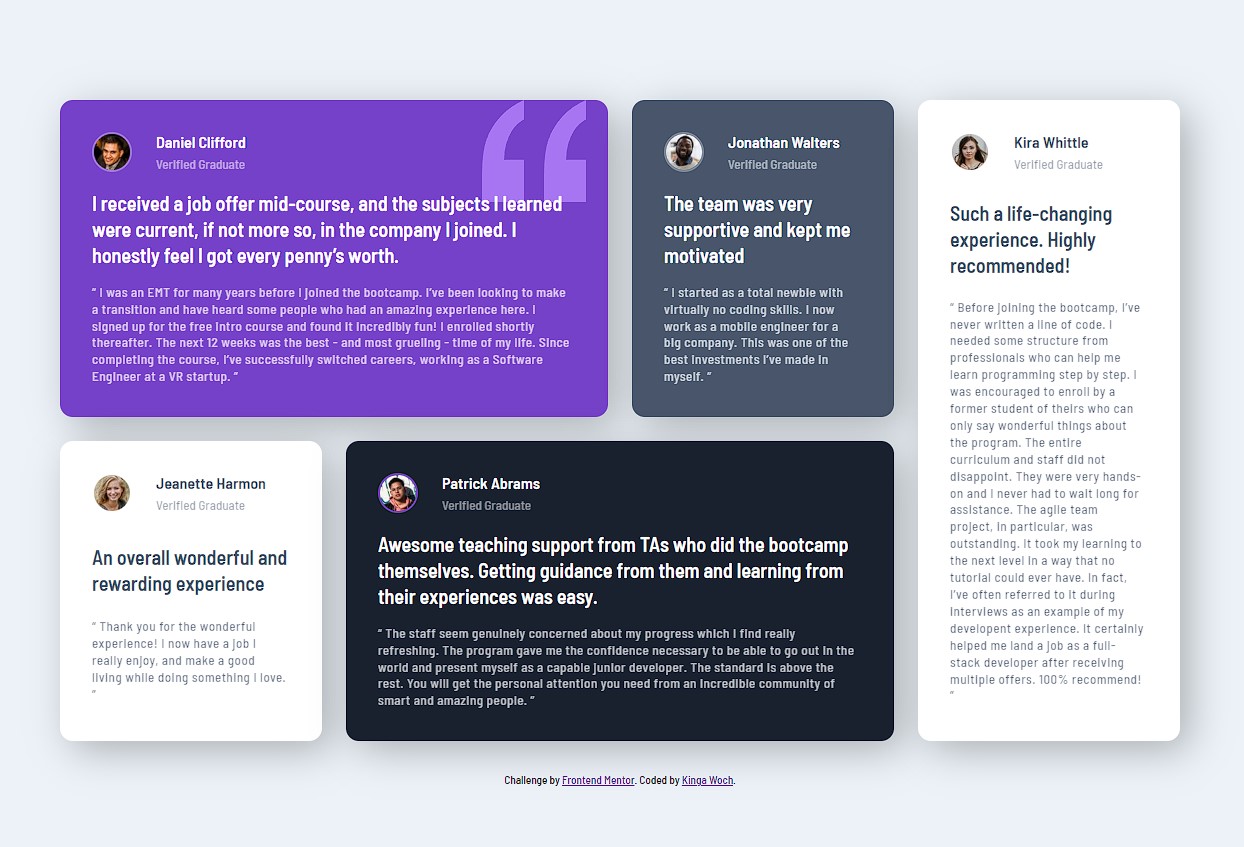 Daniel Clifford
Verified Graduate
I received a job offer mid-course, and the subjects I learned
were current, if not more so, in the company I joined. I
honestly feel I got every penny’s worth.
“ I was an EMT for many years before I joined the bootcamp. I’ve been looking to make
a transition and have heard some people who had an amazing experience here. I
signed up for the free intro course and found it incredibly fun! I enrolled shortly
thereafter. The next 12 weeks was the best - and most grueling - time of my life. Since
completing the course, I’ve successfully switched careers, working as a Software
Engineer at a VR startup. ”
Jonathan Walters
Verified Graduate
The team was very
supportive and kept me
motivated
“ I started as a total newbie with
virtually no coding skills. I now
work as a mobile engineer for a
big company. This was one of the
best investments I’ve made in
myself. ”
Kira Whittle
Verified Graduate
Such a life-changing
experience. Highly
recommended!
“ Before joining the bootcamp, I’ve
never written a line of code. I
needed some structure from
professionals who can help me
learn programming step by step. I
was encouraged to enroll by a
former student of theirs who can
only say wonderful things about
the program. The entire
curriculum and staff did not
disappoint. They were very hands-
on and I never had to wait long for
assistance. The agile team
project, in particular, was
outstanding. It took my learning to
the next level in a way that no
tutorial could ever have. In fact,
I’ve often referred to it during
interviews as an example of my
developent experience. It certainly
helped me land a job as a full-
stack developer after receiving
multiple offers. 100% recommend!
”
Jeanette Harmon
Verified Graduate
An overall wonderful and
rewarding experience
“ Thank you for the wonderful
experience! I now have a job I
really enjoy, and make a good
living while doing something I love.
”
Patrick Abrams
Verified Graduate
Awesome teaching support from TAs who did the bootcamp
themselves. Getting guidance from them and learning from
their experiences was easy.
“ The staff seem genuinely concerned about my progress which I find really
refreshing. The program gave me the confidence necessary to be able to go out in the
world and present myself as a capable junior developer. The standard is above the
rest. You will get the personal attention you need from an incredible community of
smart and amazing people. ”
Challenge by Frontend Mentor. Coded by Kinga Woch.